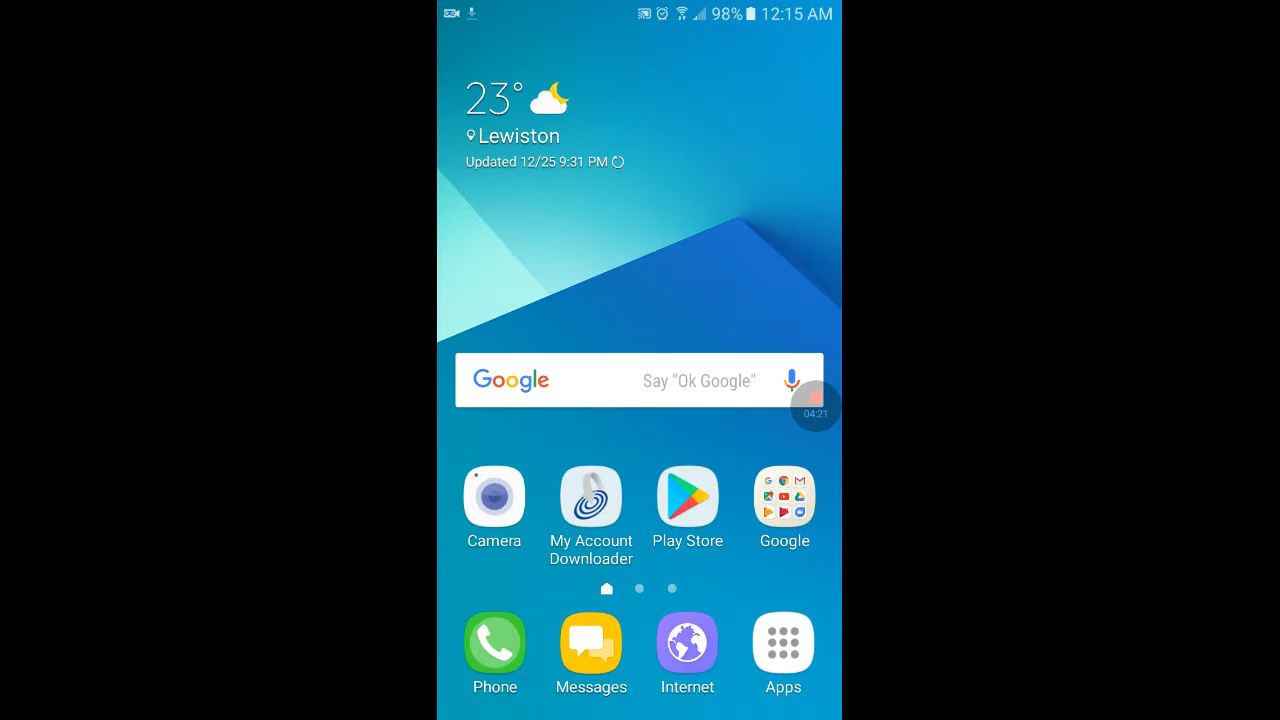 98% 12:15 AM
23°
Lewiston
Updated 12/25 9:31 PM
Google Say "Ok Google"
04:21
Camera My Account Downloader Play Store Google
Phone Messages Internet Apps